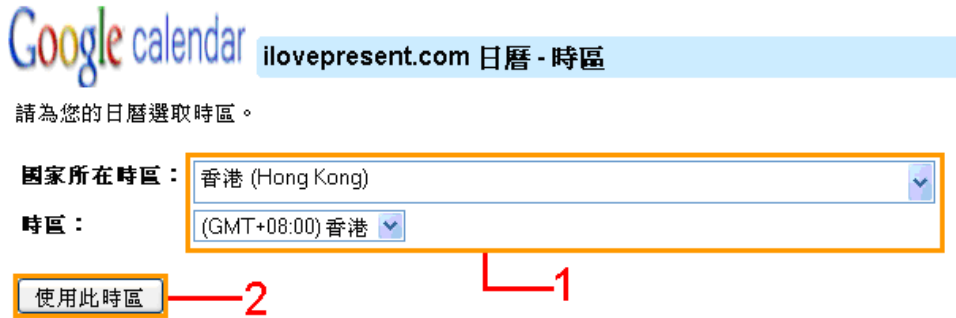 Google calendar ilovepresent.com 日曆 - 時區
請為您的日曆選取時區。
國家所在時區： 香港 (Hong Kong)
時區： (GMT+08:00) 香港
1
使用此時區 2